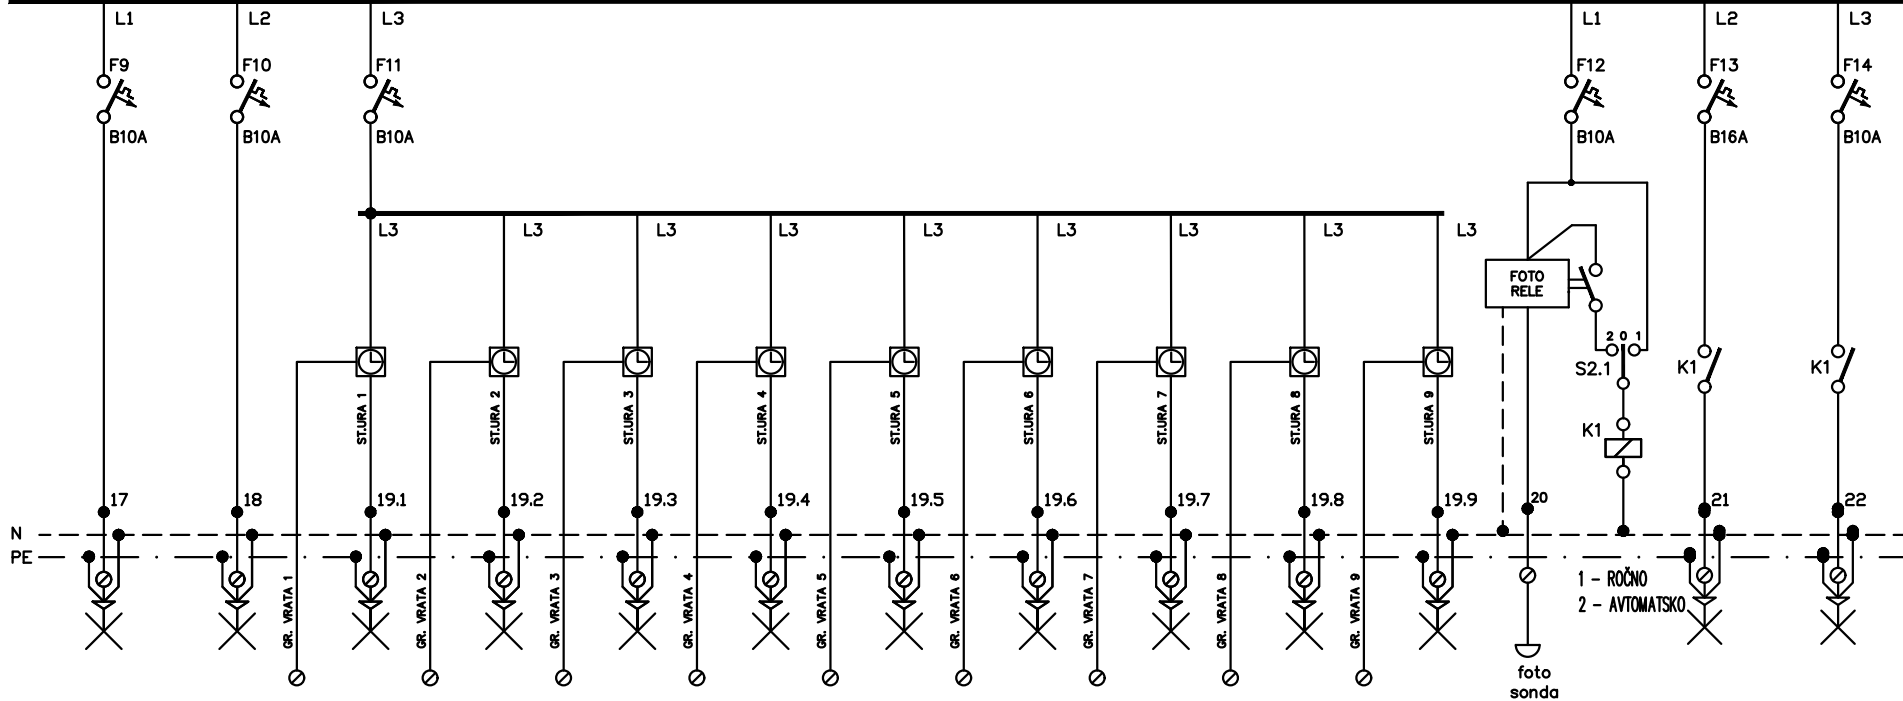 L1 L2 L3 L1 L2 L3
F9 F10 F11 F12 F13 F14
B10A B10A B10A B10A B16A B10A
L3 L3 L3 L3 L3 L3 L3 L3 L3
FOTO
RELE
2 0 1
S2.1
K1 K1
K1
ST.URA 1 ST.URA 2 ST.URA 3 ST.URA 4 ST.URA 5 ST.URA 6 ST.URA 7 ST.URA 8 ST.URA 9
17 18 19.1 19.2 19.3 19.4 19.5 19.6 19.7 19.8 19.9 20 21 22
N
PE
GR. VRATA 1 GR. VRATA 2 GR. VRATA 3 GR. VRATA 4 GR. VRATA 5 GR. VRATA 6 GR. VRATA 7 GR. VRATA 8 GR. VRATA 9
1 - ROČNO
2 - AVTOMATSKO
foto
sonda